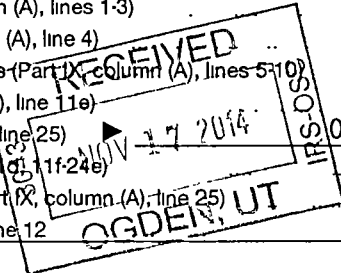 n (A), lines 1-3)
(A), line 4)
RECEIVED
s (Part IX, column (A), lines 5-10)
), line 11e)
line 25)
NOV 17 2014
IRS-OSC
11f-24e)
t IX, column (A), line 25)
ne 12
OGDEN, UT